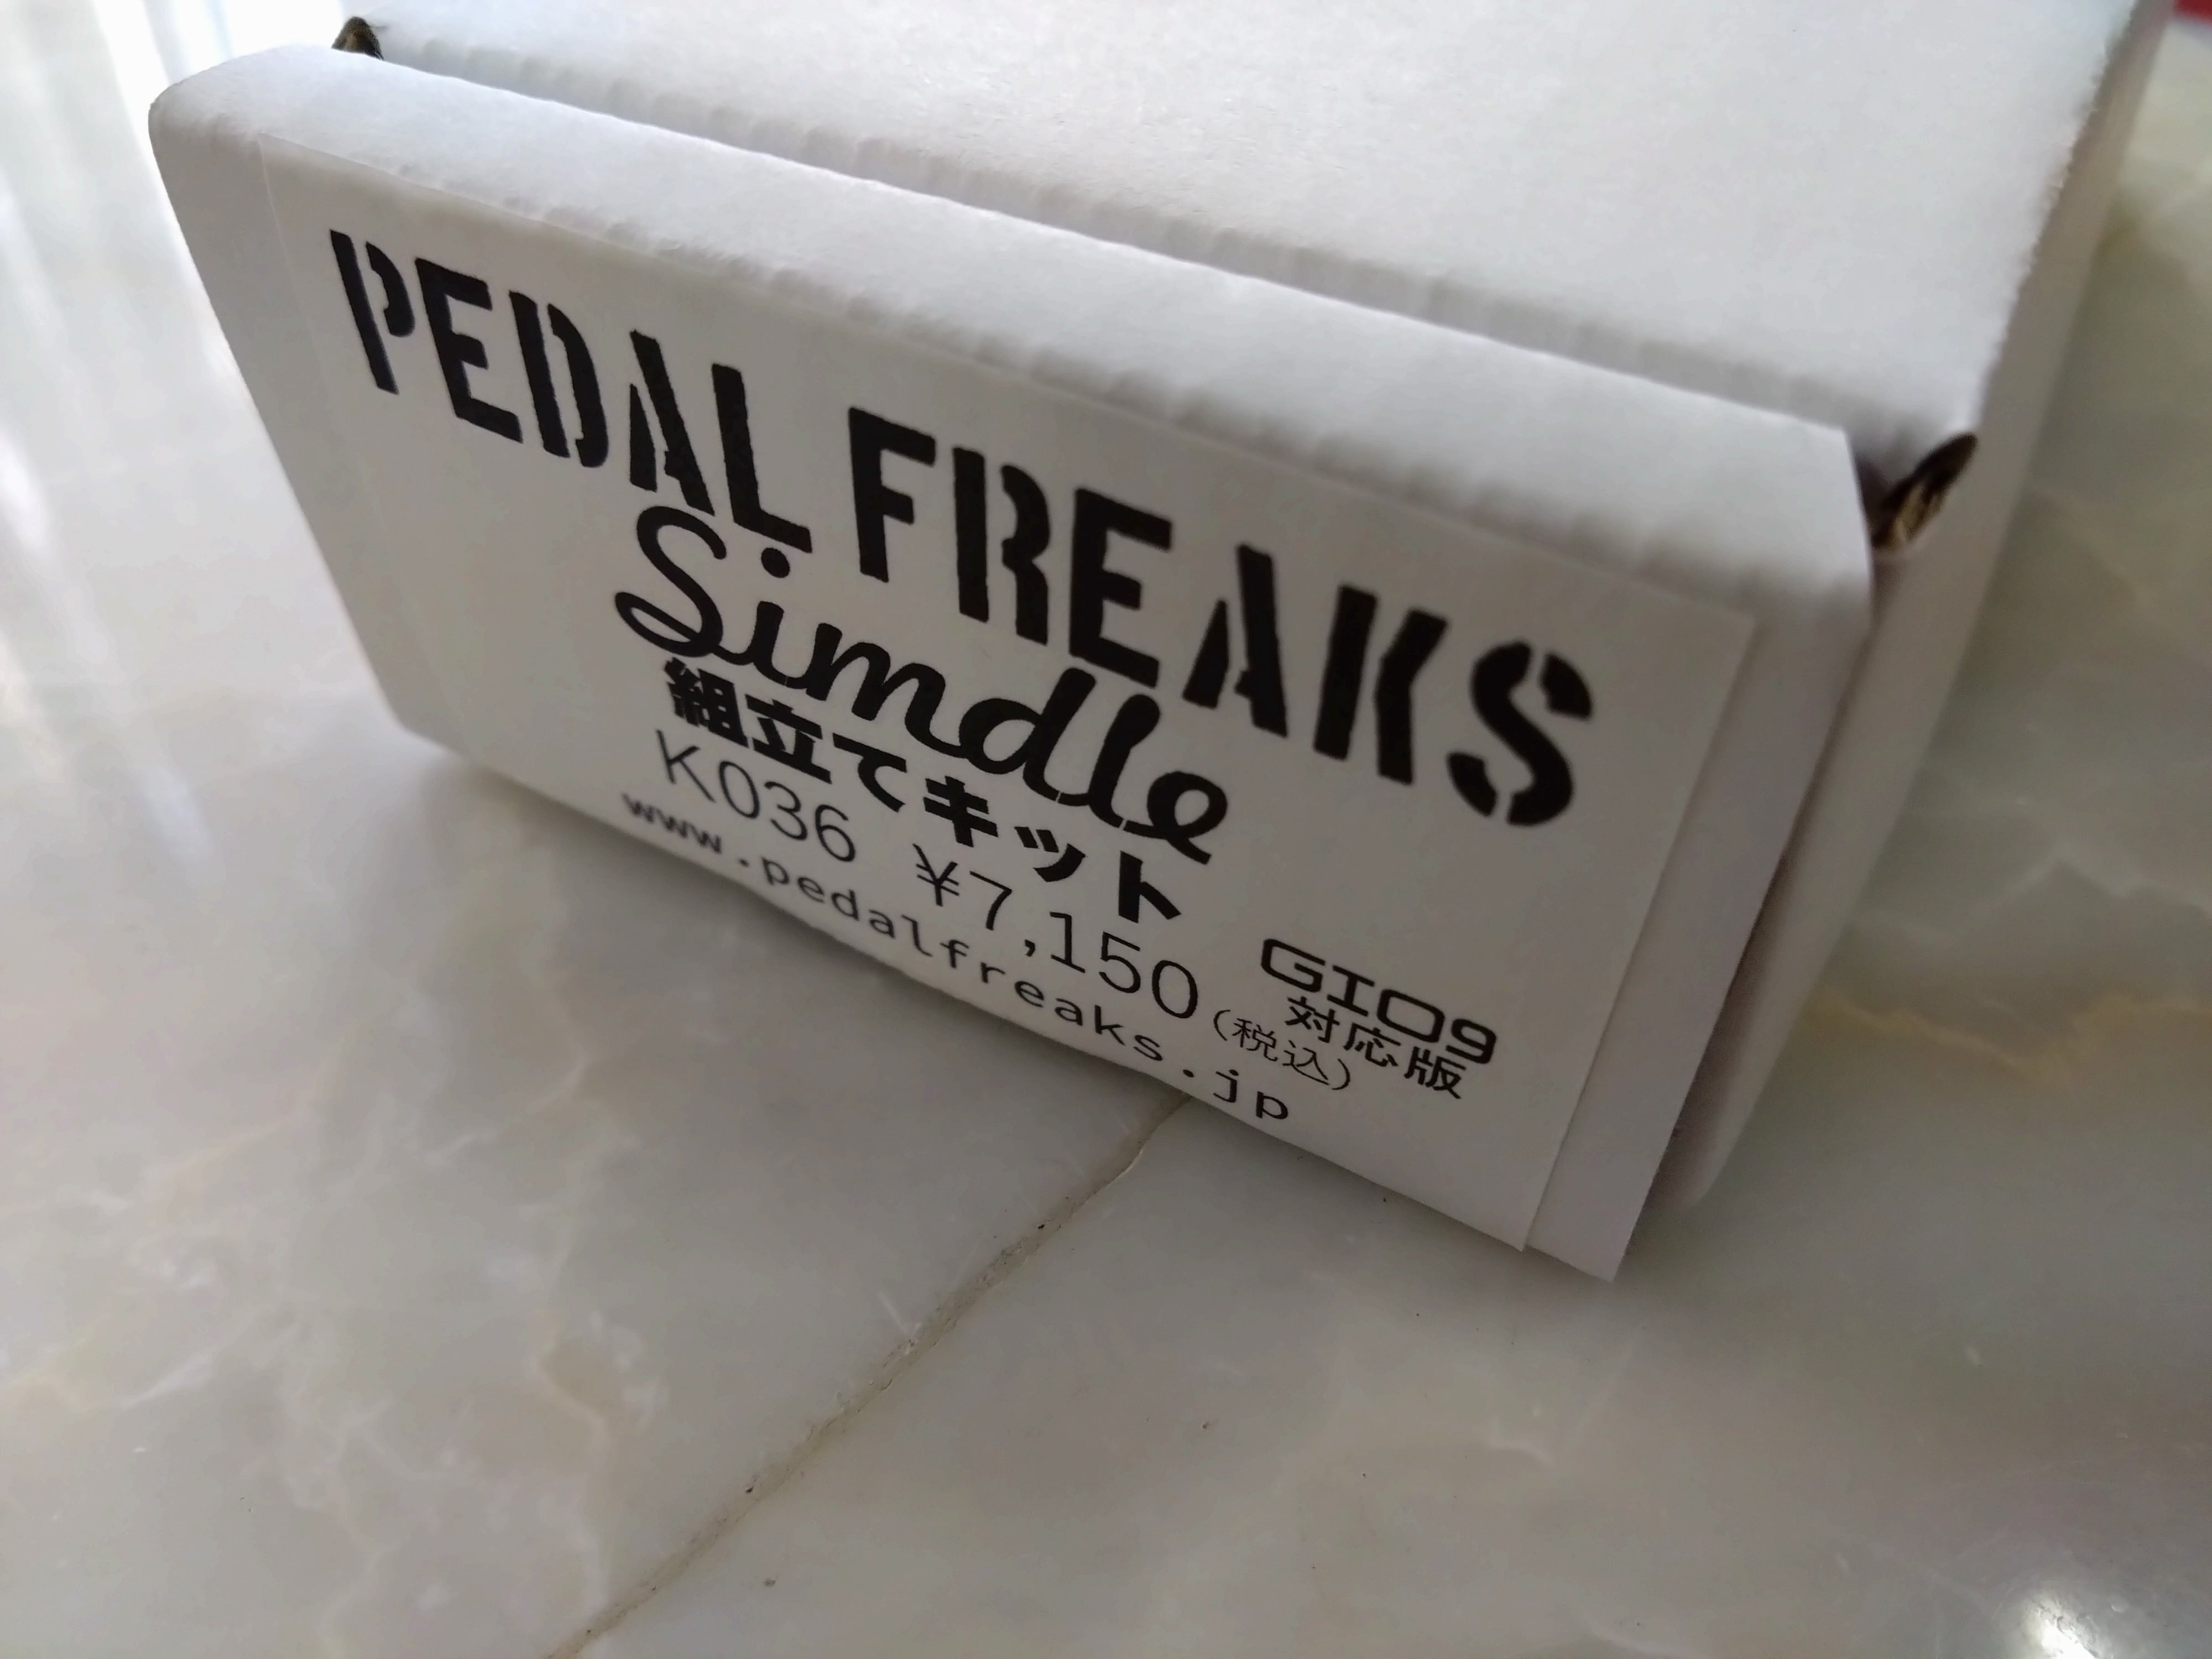 PEDAL FREAKS
Simdle
組立てキット
K036 ¥7,150(税込)
GIO9
対応版
www.pedalfreaks.jp